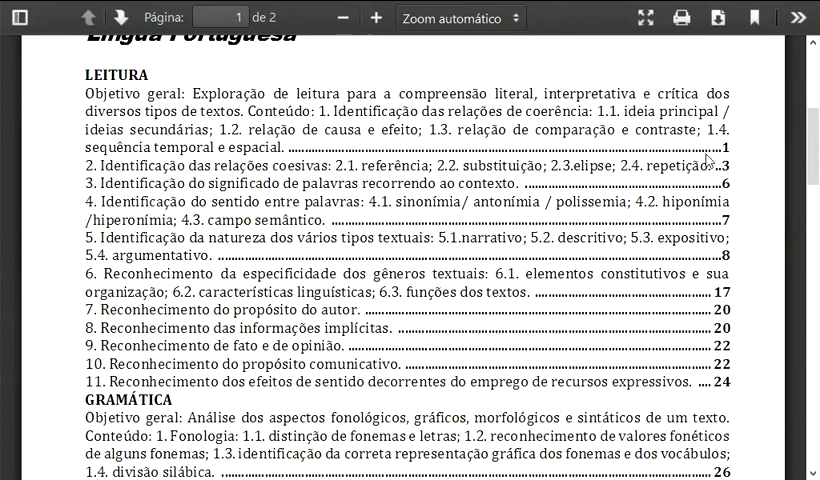 Página: 1 de 2 Zoom automático
Língua Portuguesa
LEITURA
Objetivo geral: Exploração de leitura para a compreensão literal, interpretativa e crítica dos
diversos tipos de textos. Conteúdo: 1. Identificação das relações de coerência: 1.1. ideia principal /
ideias secundárias; 1.2. relação de causa e efeito; 1.3. relação de comparação e contraste; 1.4.
sequência temporal e espacial. ........................................................................................................1
2. Identificação das relações coesivas: 2.1. referência; 2.2. substituição; 2.3.elipse; 2.4. repetição...3
3. Identificação do significado de palavras recorrendo ao contexto. ................................................6
4. Identificação do sentido entre palavras: 4.1. sinonímia/ antonímia / polissemia; 4.2. hiponímia
/hiperonímia; 4.3. campo semântico. ..............................................................................................7
5. Identificação da natureza dos vários tipos textuais: 5.1.narrativo; 5.2. descritivo; 5.3. expositivo;
5.4. argumentativo. ........................................................................................................................8
6. Reconhecimento da especificidade dos gêneros textuais: 6.1. elementos constitutivos e sua
organização; 6.2. características linguísticas; 6.3. funções dos textos. .......................................... 17
7. Reconhecimento do propósito do autor. .................................................................................... 20
8. Reconhecimento das informações implícitas. ............................................................................ 20
9. Reconhecimento de fato e de opinião. ....................................................................................... 22
10. Reconhecimento do propósito comunicativo. .......................................................................... 22
11. Reconhecimento dos efeitos de sentido decorrentes do emprego de recursos expressivos. .... 24
GRAMÁTICA
Objetivo geral: Análise dos aspectos fonológicos, gráficos, morfológicos e sintáticos de um texto.
Conteúdo: 1. Fonologia: 1.1. distinção de fonemas e letras; 1.2. reconhecimento de valores fonéticos
de alguns fonemas; 1.3. identificação da correta representação gráfica dos fonemas e dos vocábulos;
1.4. divisão silábica. ........................................................................................................................ 26